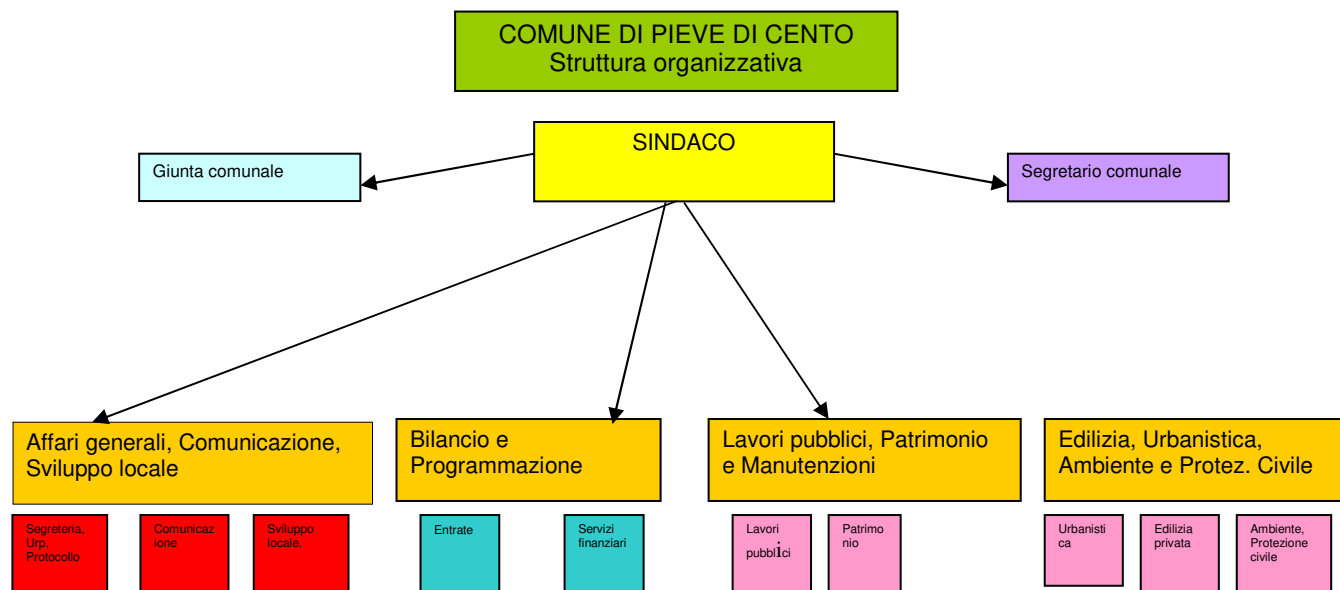 COMUNE DI PIEVE DI CENTO
Struttura organizzativa
SINDACO
Giunta comunale
Segretario comunale
Affari generali, Comunicazione,
Sviluppo locale
Bilancio e
Programmazione
Lavori pubblici, Patrimonio
e Manutenzioni
Edilizia, Urbanistica,
Ambiente e Protez. Civile
Segreteria,
Urp,
Protocollo
Comunicaz
ione
Sviluppo
locale,
Entrate
Servizi
finanziari
Lavori
pubblici
Patrimo
nio
Urbanisti
ca
Edilizia
privata
Ambiente,
Protezione
civile